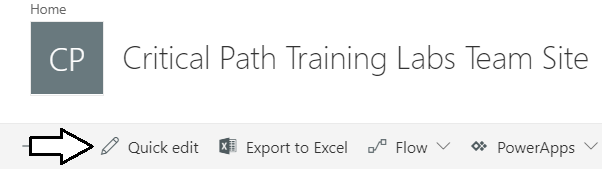 Home
CP
Critical Path Training Labs Team Site
Quick edit Export to Excel Flow PowerApps